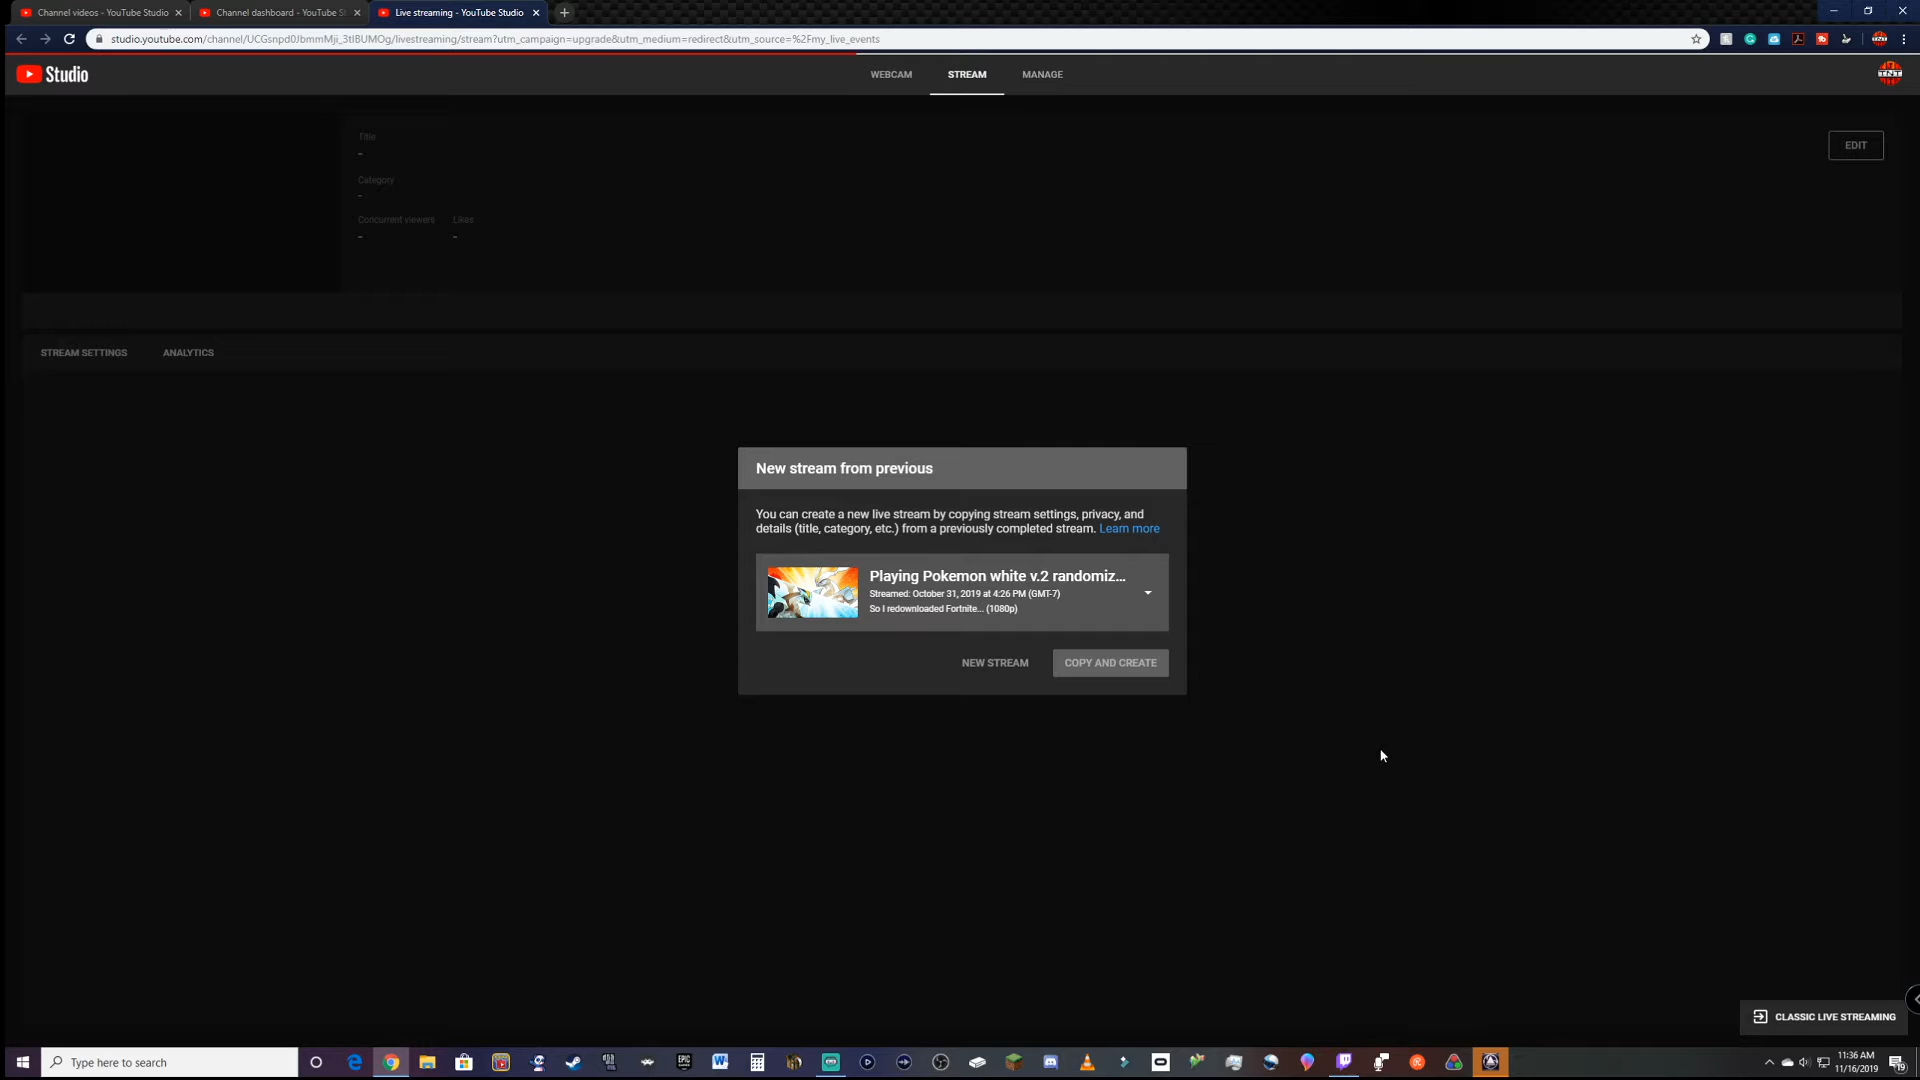 Channel videos - YouTube Studio
Channel dashboard - YouTube St
Live streaming - YouTube Studio
studio.youtube.com/channel/UCGsnpd0JbmmMji_3tIBUMOg/livestreaming/stream?utm_campaign=upgrade&utm_medium=redirect&utm_source=%2Fmy_live_events
Studio
WEBCAM STREAM MANAGE
TNT
Title
-
EDIT
Category
-
Concurrent viewers Likes
- -
STREAM SETTINGS ANALYTICS
New stream from previous
You can create a new live stream by copying stream settings, privacy, and
details (title, category, etc.) from a previously completed stream. Learn more
Playing Pokemon white v.2 randomiz...
Streamed: October 31, 2019 at 4:26 PM (GMT-7)
So I redownloaded Fortnite... (1080p)
NEW STREAM COPY AND CREATE
CLASSIC LIVE STREAMING
Type here to search
EPIC
11:36 AM
11/16/2019
19